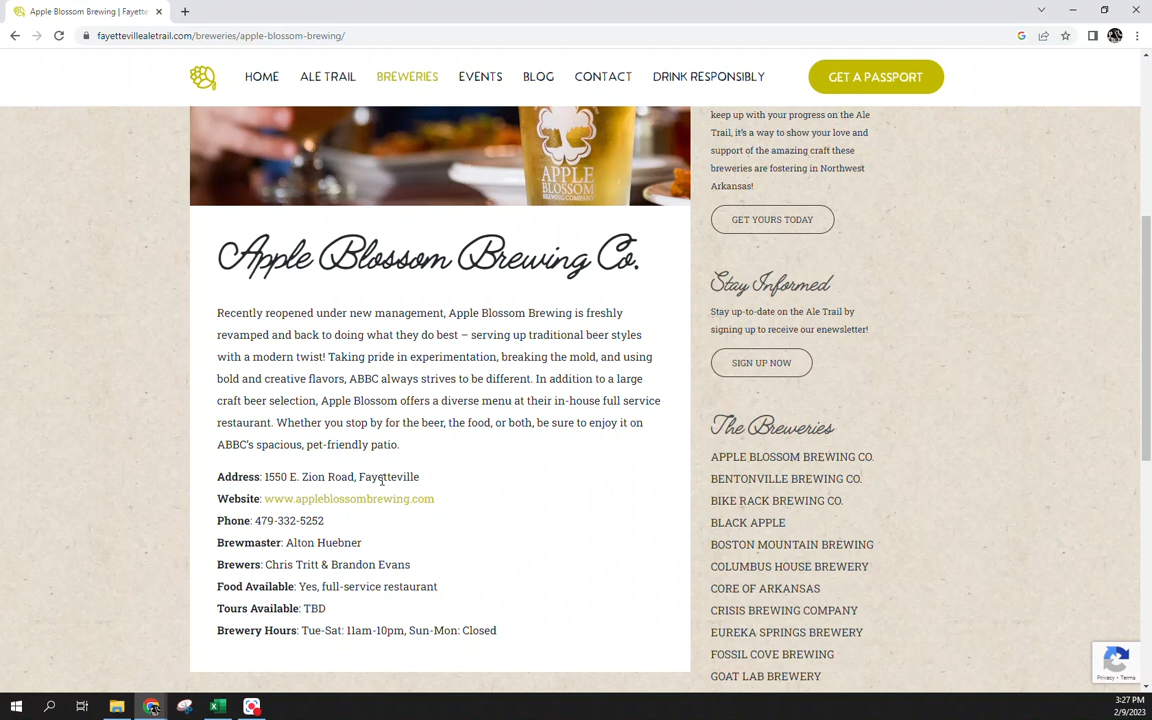 Apple Blossom Brewing | Fayette
fayettevillealetrail.com/breweries/apple-blossom-brewing/
HOME ALE TRAIL BREWERIES EVENTS BLOG CONTACT DRINK RESPONSIBLY GET A PASSPORT
APPLE
BLOSSOM
BREWING COMPANY
Apple Blossom Brewing Co.
Recently reopened under new management, Apple Blossom Brewing is freshly
revamped and back to doing what they do best – serving up traditional beer styles
with a modern twist! Taking pride in experimentation, breaking the mold, and using
bold and creative flavors, ABBC always strives to be different. In addition to a large
craft beer selection, Apple Blossom offers a diverse menu at their in-house full service
restaurant. Whether you stop by for the beer, the food, or both, be sure to enjoy it on
ABBC's spacious, pet-friendly patio.
Address: 1550 E. Zion Road, Fayetteville
Website: www.appleblossombrewing.com
Phone: 479-332-5252
Brewmaster: Alton Huebner
Brewers: Chris Tritt & Brandon Evans
Food Available: Yes, full-service restaurant
Tours Available: TBD
Brewery Hours: Tue-Sat: 11am-10pm, Sun-Mon: Closed
keep up with your progress on the Ale
Trail, it's a way to show your love and
support of the amazing craft these
breweries are fostering in Northwest
Arkansas!
GET YOURS TODAY
Stay Informed
Stay up-to-date on the Ale Trail by
signing up to receive our enewsletter!
SIGN UP NOW
The Breweries
APPLE BLOSSOM BREWING CO.
BENTONVILLE BREWING CO.
BIKE RACK BREWING CO.
BLACK APPLE
BOSTON MOUNTAIN BREWING
COLUMBUS HOUSE BREWERY
CORE OF ARKANSAS
CRISIS BREWING COMPANY
EUREKA SPRINGS BREWERY
FOSSIL COVE BREWING
GOAT LAB BREWERY
Privacy - Terms
3:27 PM
2/9/2023